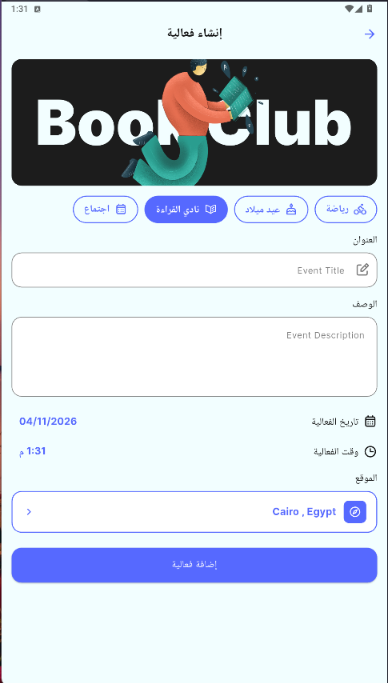 1:31
إنشاء فعالية
Book Club
رياضة عيد ميلاد نادي القراءة اجتماع
العنوان
Event Title
الوصف
Event Description
تاريخ الفعالية 04/11/2026
وقت الفعالية 1:31 م
الموقع
Cairo , Egypt
إضافة فعالية